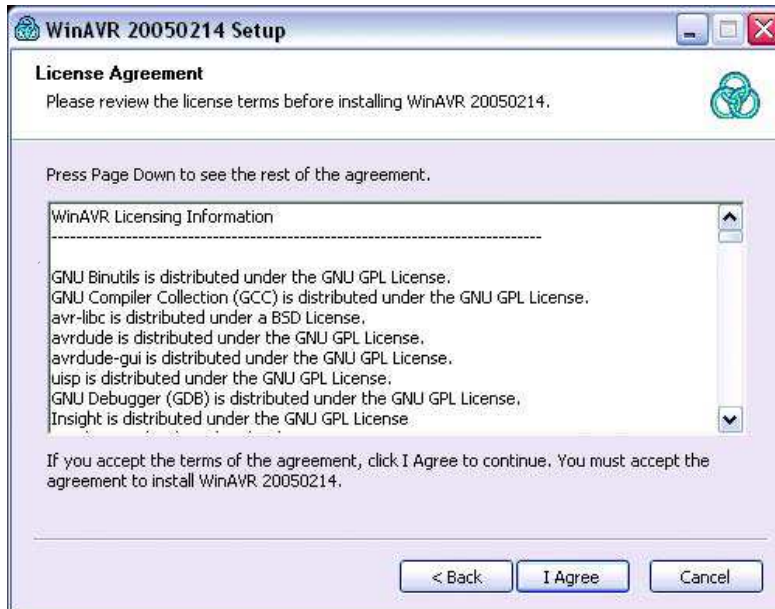 WinAVR 20050214 Setup
License Agreement
Please review the license terms before installing WinAVR 20050214.
Press Page Down to see the rest of the agreement.
WinAVR Licensing Information
--------------------------------------------------------------------------------
GNU Binutils is distributed under the GNU GPL License.
GNU Compiler Collection (GCC) is distributed under the GNU GPL License.
avr-libc is distributed under a BSD License.
avrdude is distributed under the GNU GPL License.
avrdude-gui is distributed under the GNU GPL License.
uisp is distributed under the GNU GPL License.
GNU Debugger (GDB) is distributed under the GNU GPL License.
Insight is distributed under the GNU GPL License
If you accept the terms of the agreement, click I Agree to continue. You must accept the
agreement to install WinAVR 20050214.
< Back
I Agree
Cancel